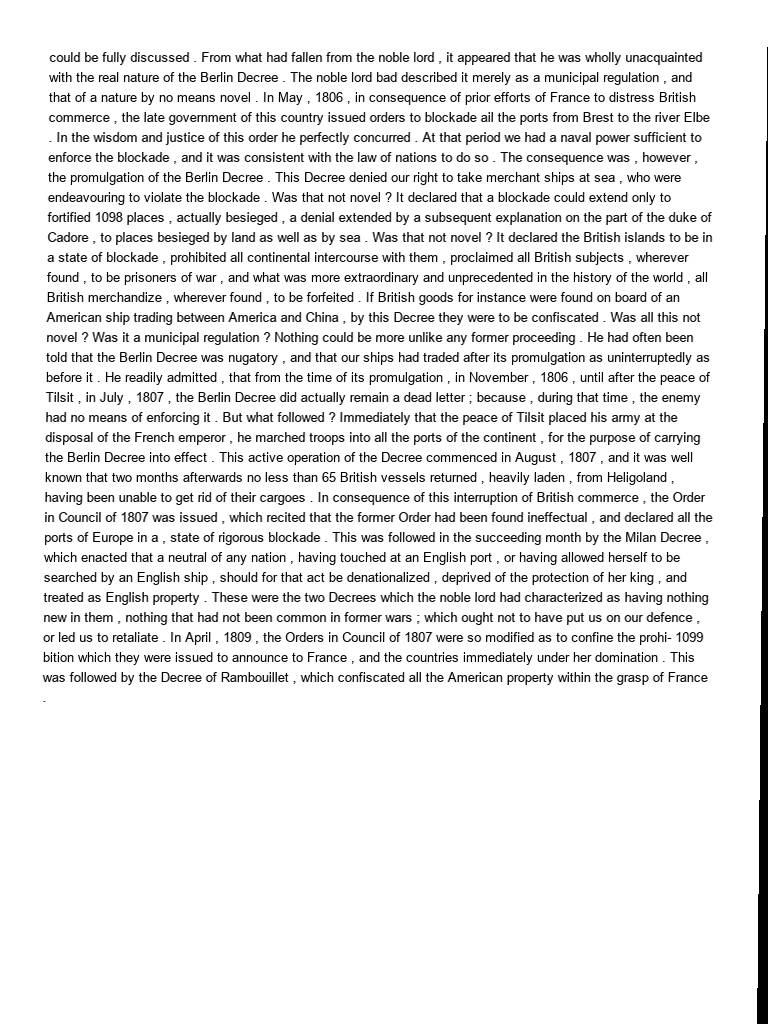 could be fully discussed . From what had fallen from the noble lord , it appeared that he was wholly unacquainted
with the real nature of the Berlin Decree . The noble lord bad described it merely as a municipal regulation , and
that of a nature by no means novel . In May , 1806 , in consequence of prior efforts of France to distress British
commerce , the late government of this country issued orders to blockade ail the ports from Brest to the river Elbe
. In the wisdom and justice of this order he perfectly concurred . At that period we had a naval power sufficient to
enforce the blockade , and it was consistent with the law of nations to do so . The consequence was , however ,
the promulgation of the Berlin Decree . This Decree denied our right to take merchant ships at sea , who were
endeavouring to violate the blockade . Was that not novel ? It declared that a blockade could extend only to
fortified 1098 places , actually besieged , a denial extended by a subsequent explanation on the part of the duke of
Cadore , to places besieged by land as well as by sea . Was that not novel ? It declared the British islands to be in
a state of blockade , prohibited all continental intercourse with them , proclaimed all British subjects , wherever
found , to be prisoners of war , and what was more extraordinary and unprecedented in the history of the world , all
British merchandize , wherever found , to be forfeited . If British goods for instance were found on board of an
American ship trading between America and China , by this Decree they were to be confiscated . Was all this not
novel ? Was it a municipal regulation ? Nothing could be more unlike any former proceeding . He had often been
told that the Berlin Decree was nugatory , and that our ships had traded after its promulgation as uninterruptedly as
before it . He readily admitted , that from the time of its promulgation , in November , 1806 , until after the peace of
Tilsit , in July , 1807 , the Berlin Decree did actually remain a dead letter ; because , during that time , the enemy
had no means of enforcing it . But what followed ? Immediately that the peace of Tilsit placed his army at the
disposal of the French emperor , he marched troops into all the ports of the continent , for the purpose of carrying
the Berlin Decree into effect . This active operation of the Decree commenced in August , 1807 , and it was well
known that two months afterwards no less than 65 British vessels returned , heavily laden , from Heligoland ,
having been unable to get rid of their cargoes . In consequence of this interruption of British commerce , the Order
in Council of 1807 was issued , which recited that the former Order had been found ineffectual , and declared all the
ports of Europe in a , state of rigorous blockade . This was followed in the succeeding month by the Milan Decree ,
which enacted that a neutral of any nation , having touched at an English port , or having allowed herself to be
searched by an English ship , should for that act be denationalized , deprived of the protection of her king , and
treated as English property . These were the two Decrees which the noble lord had characterized as having nothing
new in them , nothing that had not been common in former wars ; which ought not to have put us on our defence ,
or led us to retaliate . In April , 1809 , the Orders in Council of 1807 were so modified as to confine the prohi- 1099
bition which they were issued to announce to France , and the countries immediately under her domination . This
was followed by the Decree of Rambouillet , which confiscated all the American property within the grasp of France
.